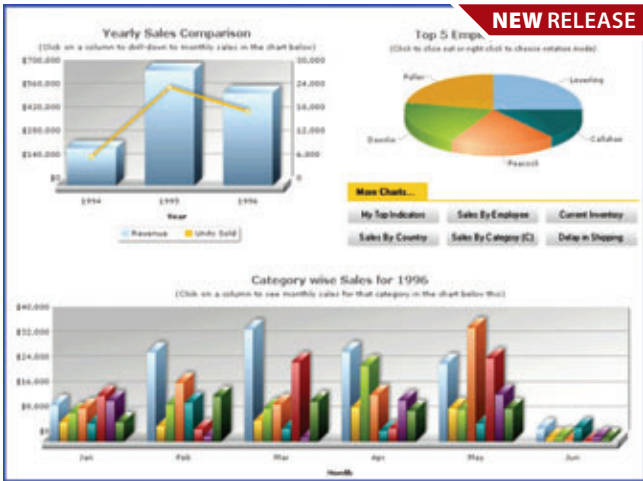 NEW RELEASE
Yearly Sales Comparison
(Click on a column to drill-down to monthly sales in the chart below)
$700,000
$560,000
$420,000
$280,000
$140,000
$0
30,000
24,000
18,000
12,000
6,000
0
1994
1995
1996
Year
Revenue
Units Sold
Top 5 Emp
(Click to slice out or right click to choose rotation mode)
Fuller
Leverling
Callahan
Peacock
More Charts...
My Top Indicators
Sales By Employee
Current Inventory
Sales By Country
Sales By Category (C)
Delay in Shipping
Category wise Sales for 1996
(Click on a column to see monthly sales for that category in the chart below this)
$40,000
$32,000
$24,000
$16,000
$8,000
$0
Jan
Feb
Mar
Apr
May
Jun
Month